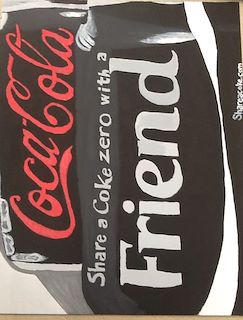 Coca-Cola
Share a Coke zero with a
Friend
Shareacoke.com